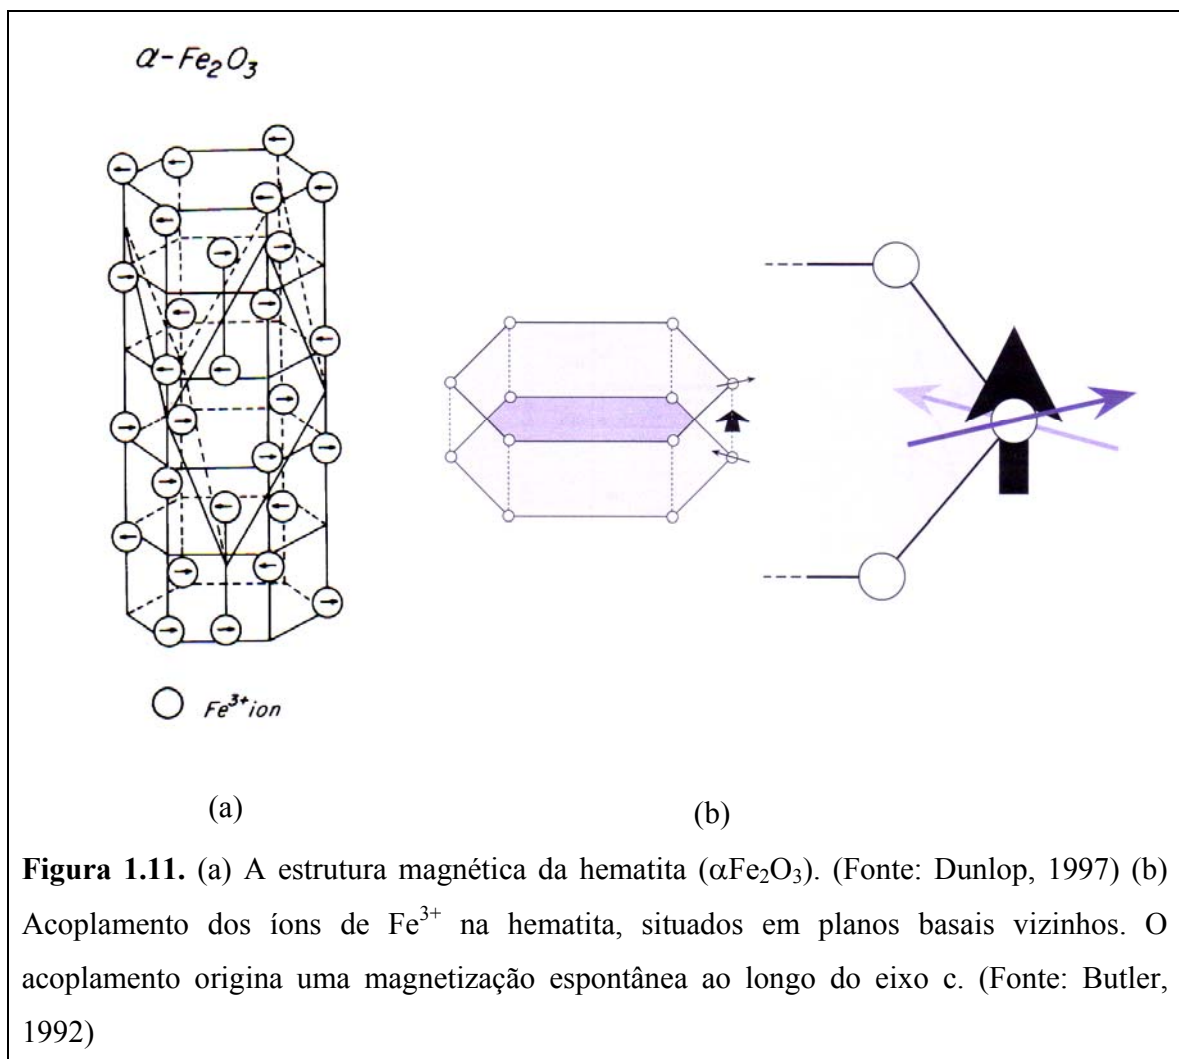 α-Fe₂O₃
Fe³⁺ ion
(a)
(b)
Figura 1.11. (a) A estrutura magnética da hematita (αFe₂O₃). (Fonte: Dunlop, 1997) (b)
Acoplamento dos íons de Fe³⁺ na hematita, situados em planos basais vizinhos. O
acoplamento origina uma magnetização espontânea ao longo do eixo c. (Fonte: Butler,
1992)